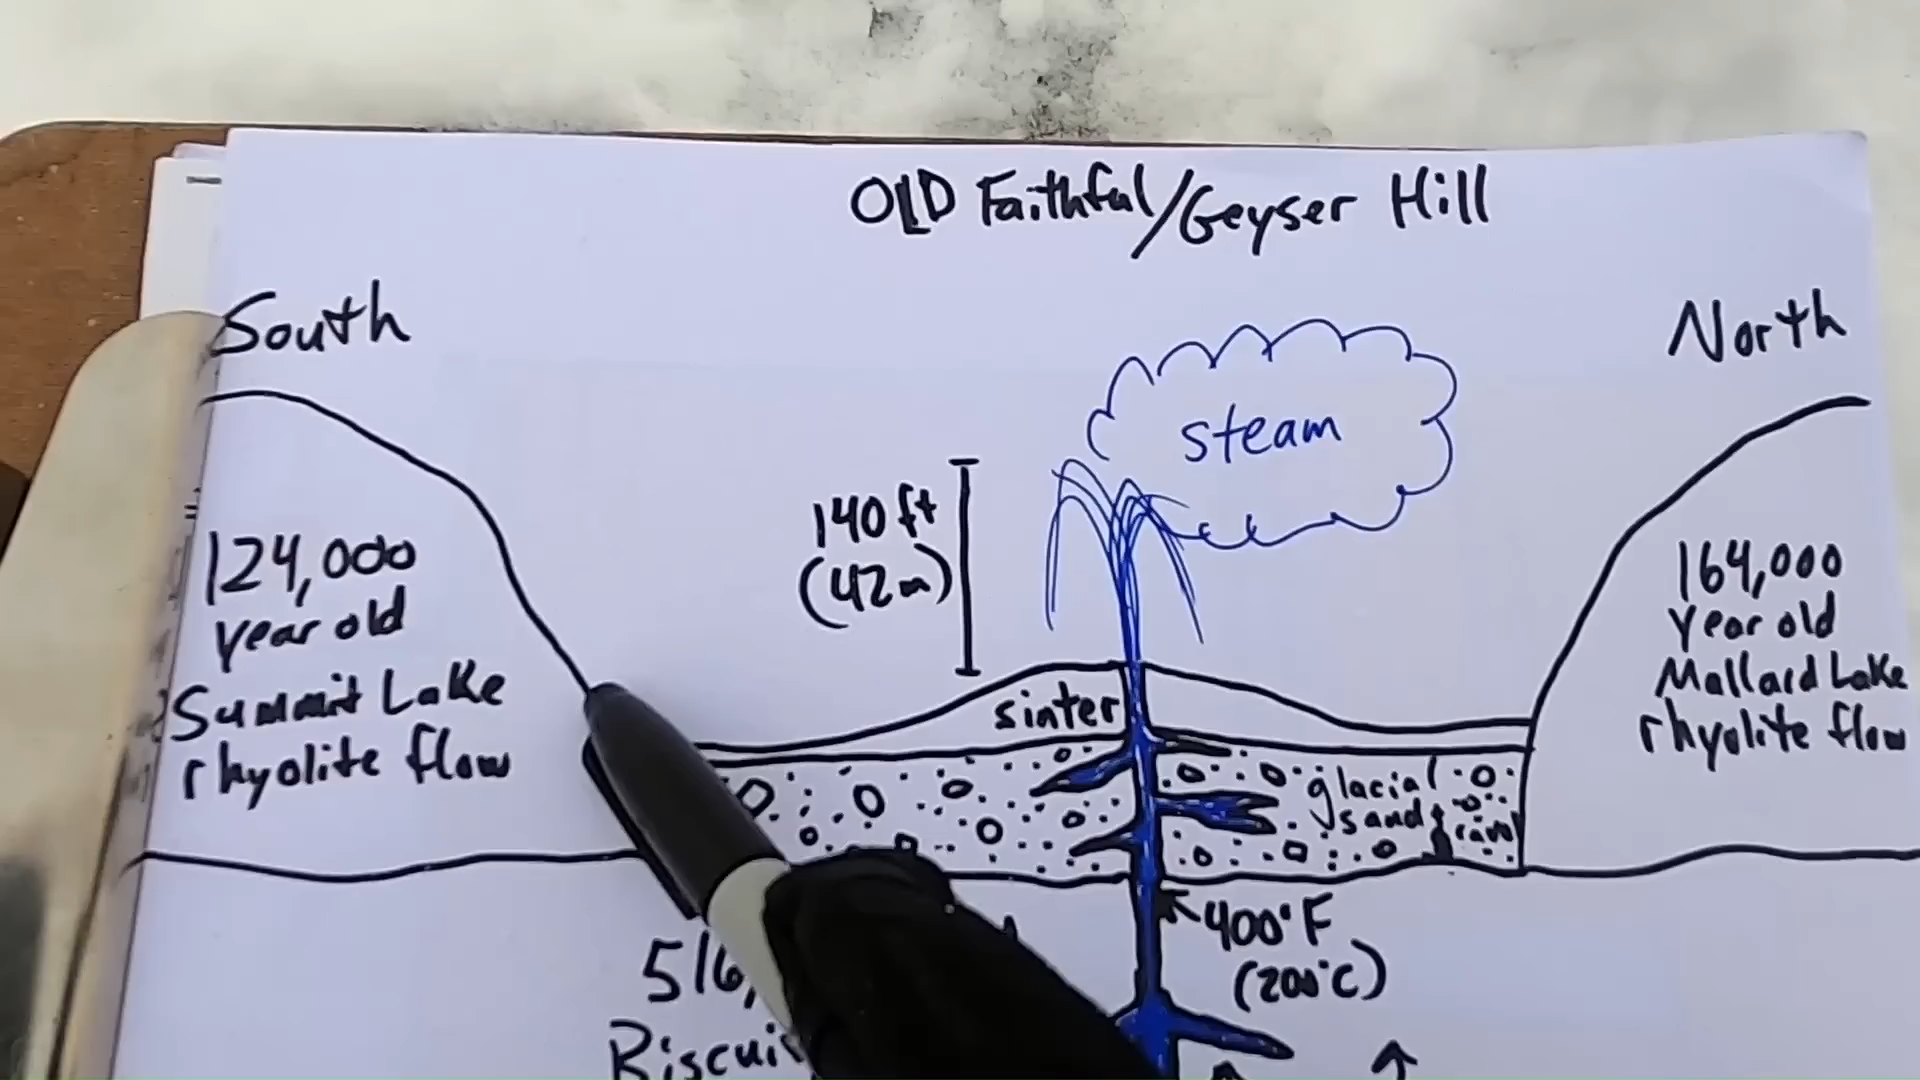 OLD Faithful/Geyser Hill
South
North
steam
140 ft
(42m)
124,000
year old
Summit Lake
rhyolite flow
164,000
year old
Mallard Lake
rhyolite flow
sinter
glacial
sand &
400°F
(200°C)